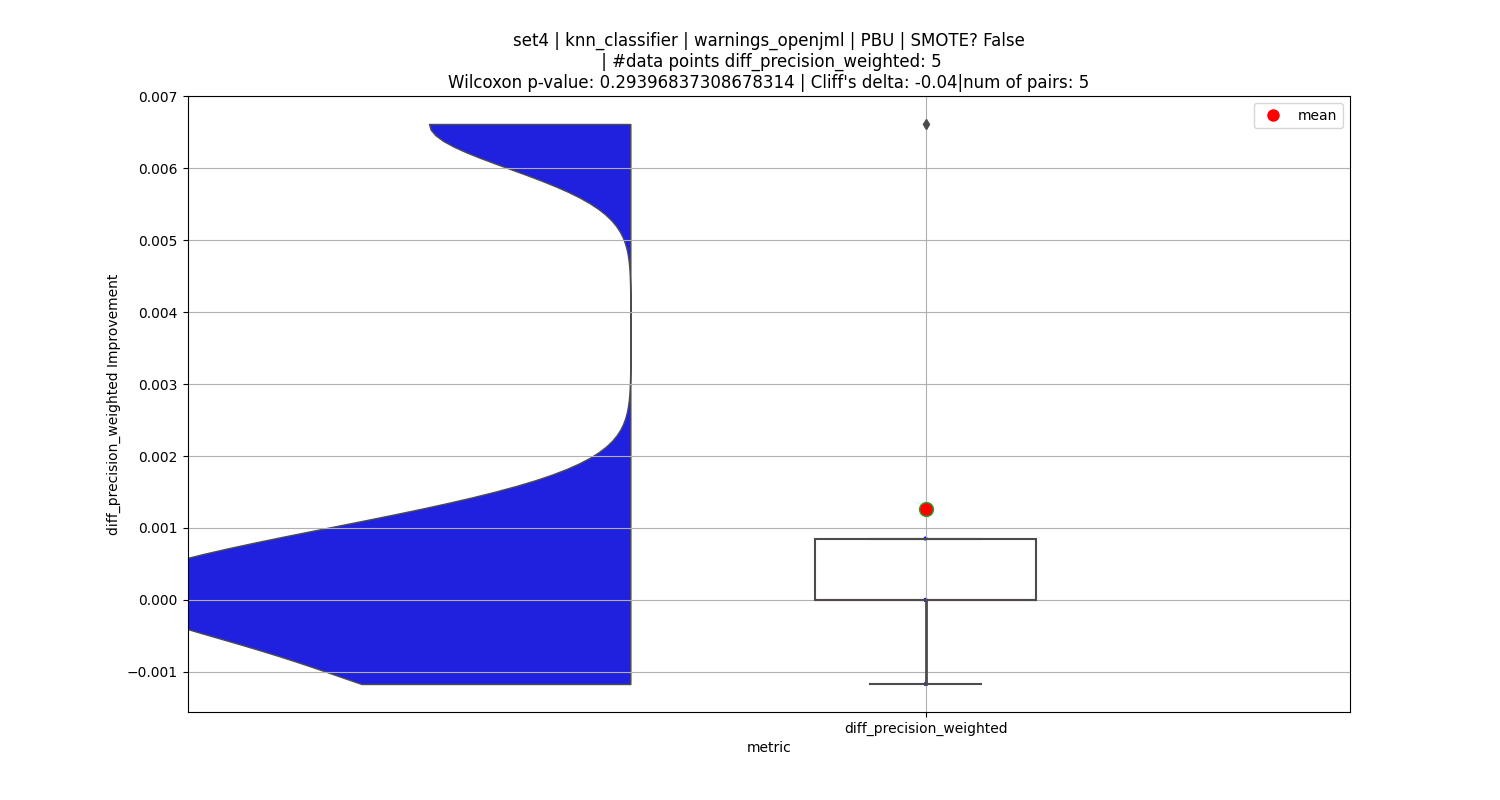 set4 | knn_classifier | warnings_openjml | PBU | SMOTE? False
| #data points diff_precision_weighted: 5
Wilcoxon p-value: 0.29396837308678314 | Cliff's delta: -0.04|num of pairs: 5
0.007
0.006
0.005
0.004
0.003
0.002
0.001
0.000
−0.001
diff_precision_weighted Improvement
mean
diff_precision_weighted
metric